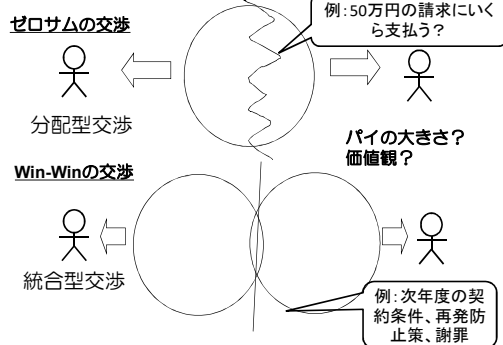 例：50万円の請求にいく
ら支払う？
ゼロサムの交渉
分配型交渉
パイの大きさ？
価値観？
Win-Winの交渉
統合型交渉
例：次年度の契
約条件、再発防
止策、謝罪